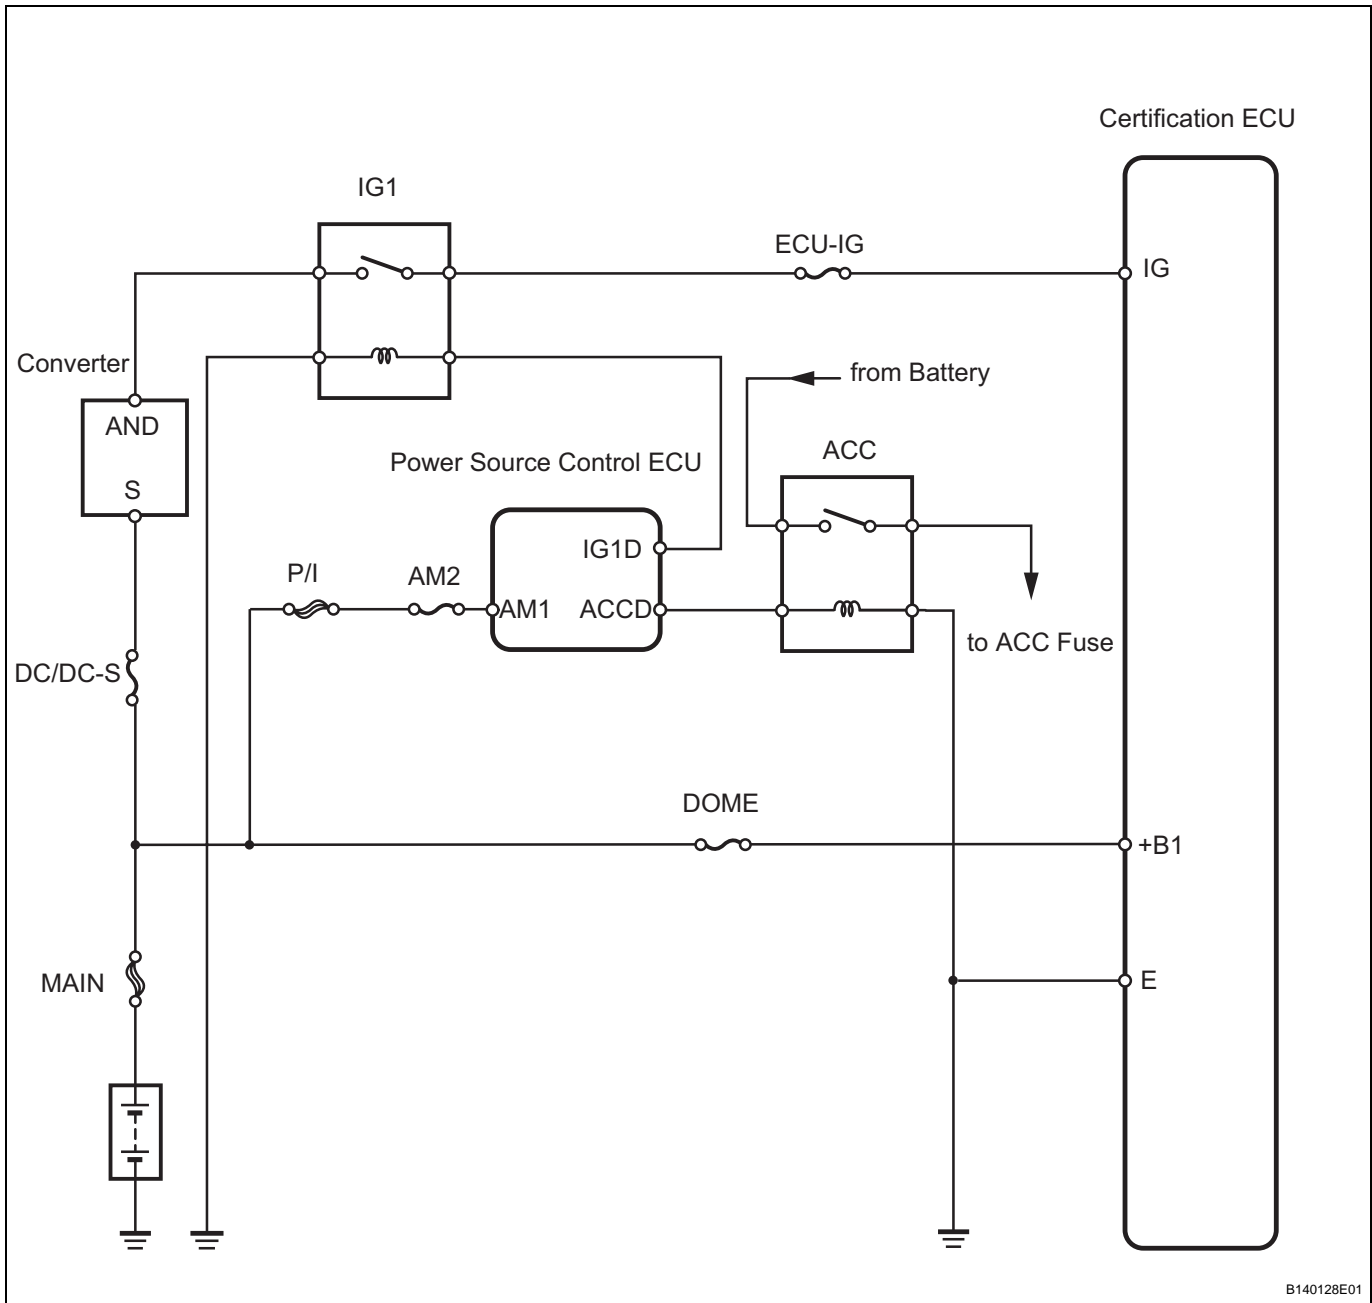 Certification ECU
IG1
ECU-IG
IG
Converter
from Battery
AND
ACC
Power Source Control ECU
S
IG1D
P/I
AM2
AM1
ACCD
to ACC Fuse
DC/DC-S
DOME
+B1
MAIN
E
B140128E01